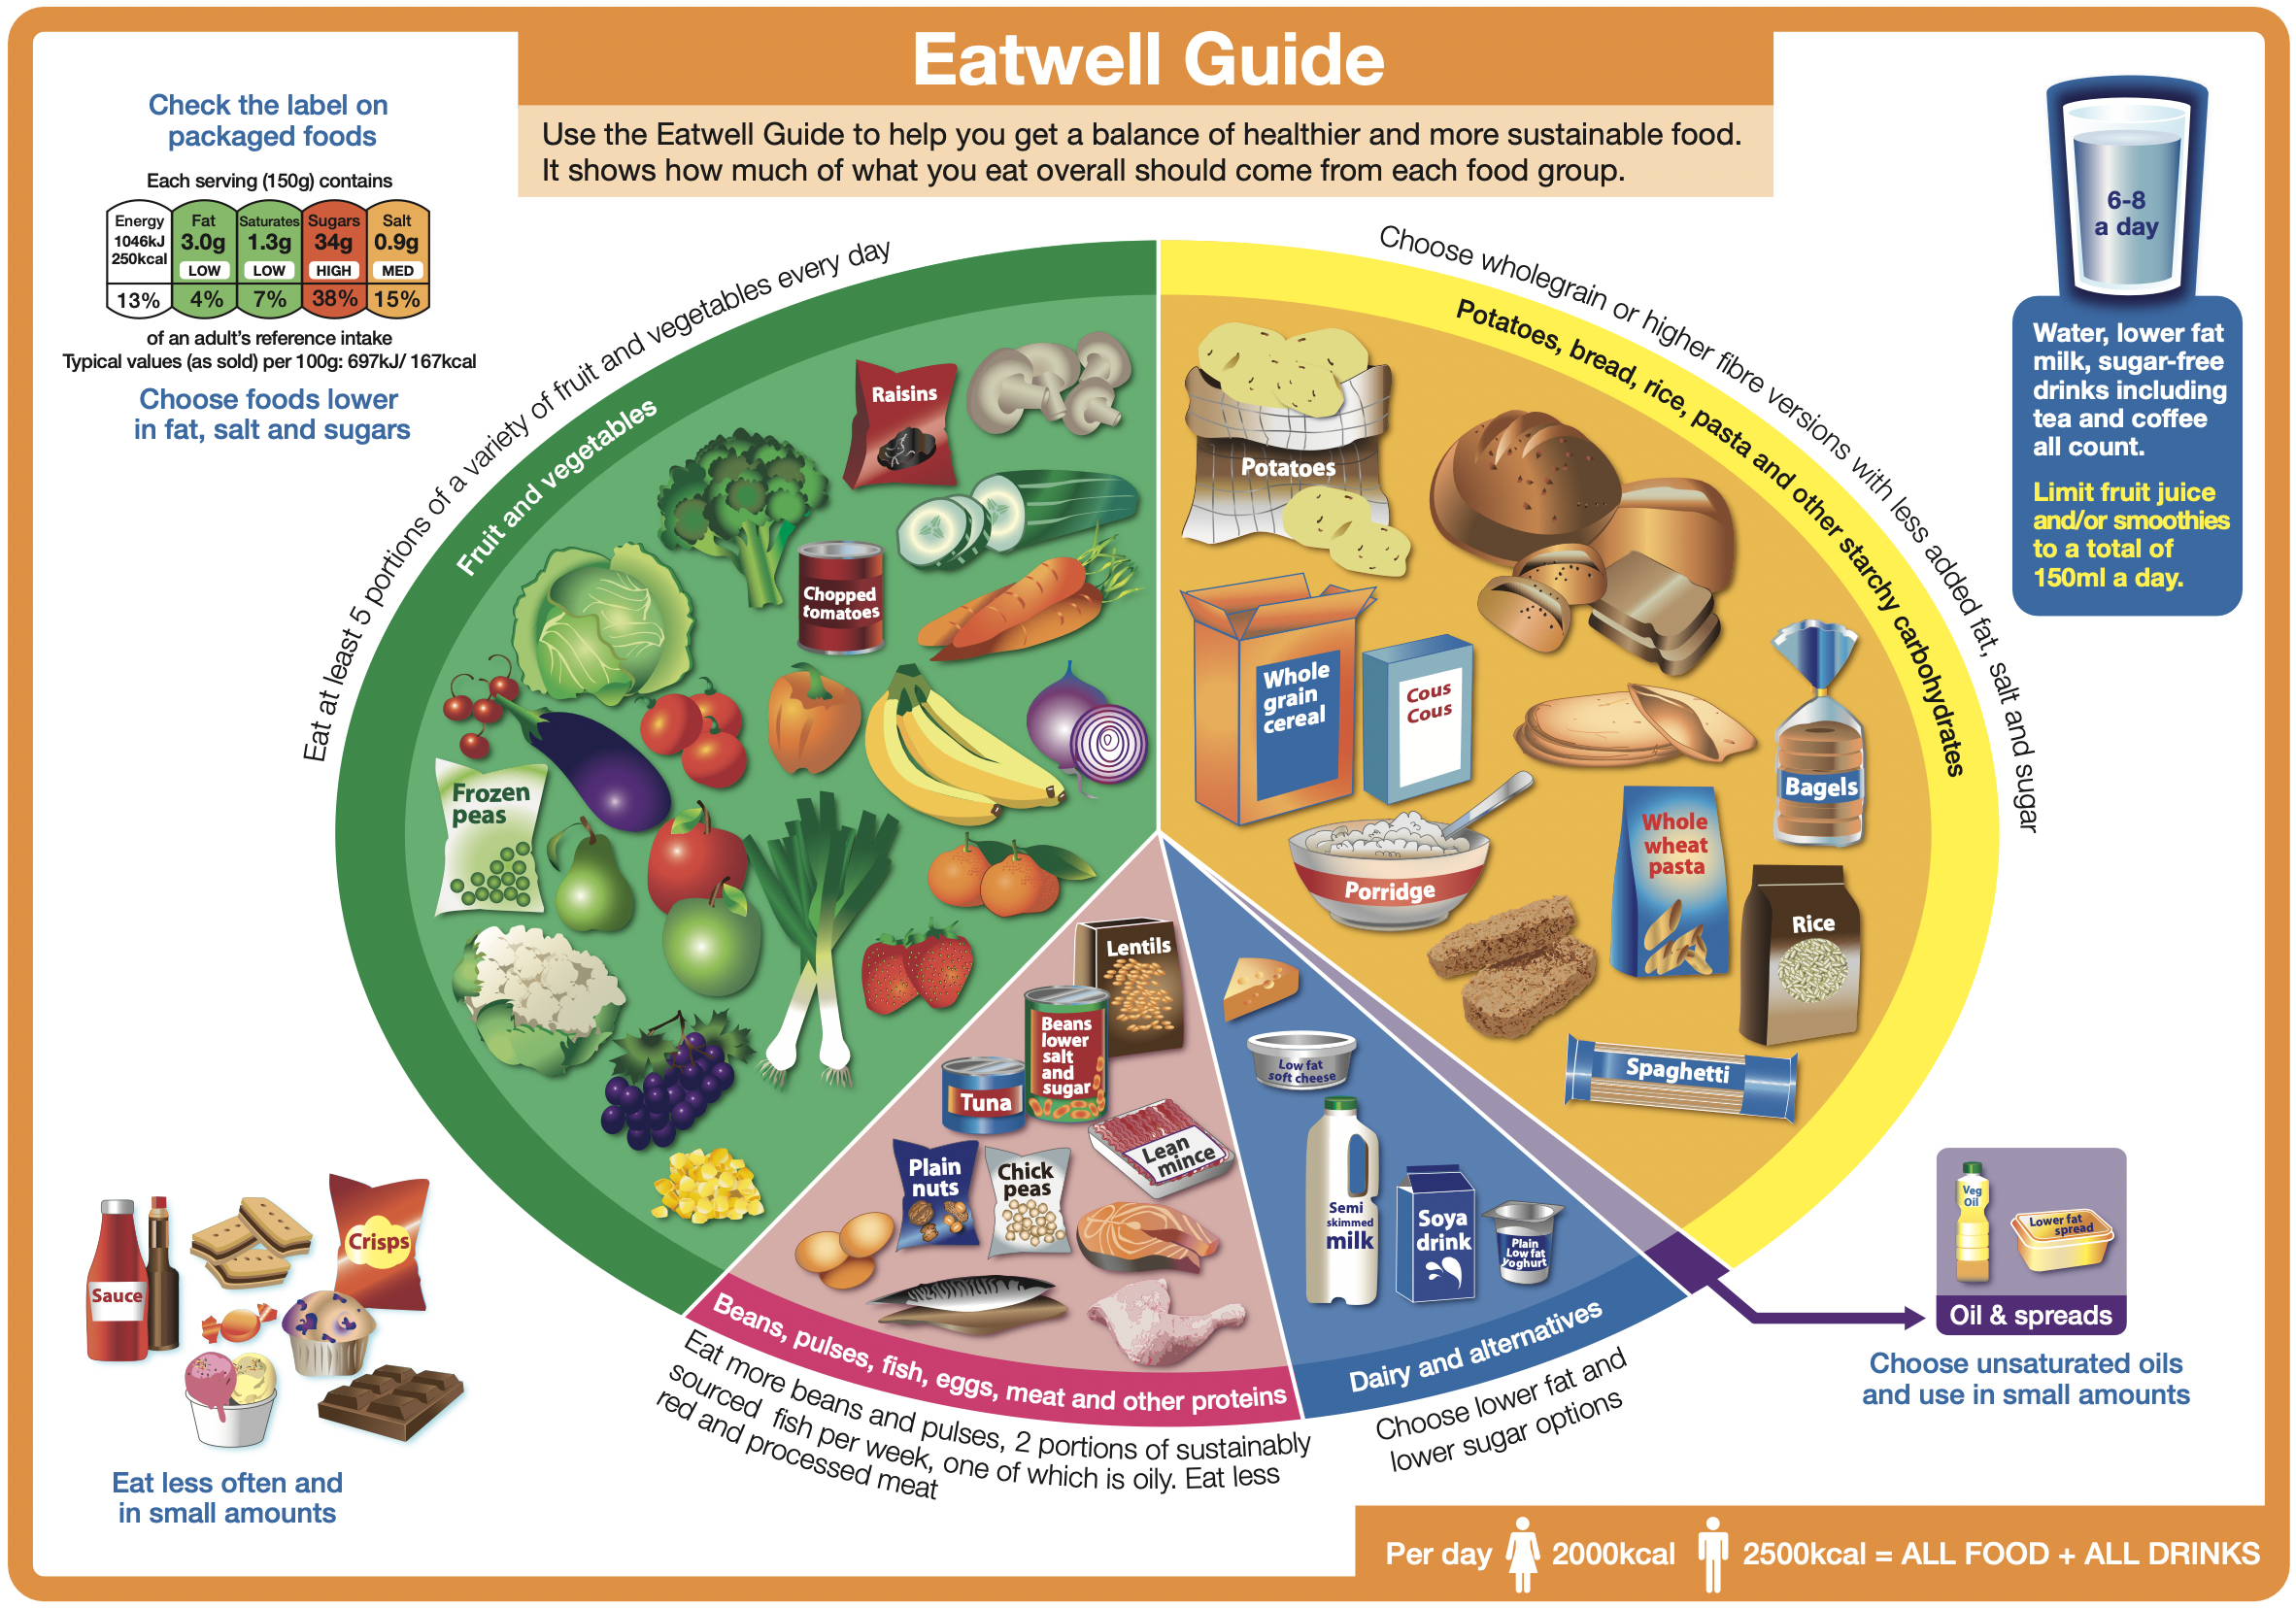 Eatwell Guide
Use the Eatwell Guide to help you get a balance of healthier and more sustainable food.
It shows how much of what you eat overall should come from each food group.
Check the label on
packaged foods
Each serving (150g) contains
Energy
1046kJ
250kcal
13%
Fat
3.0g
LOW
4%
Saturates
1.3g
LOW
7%
Sugars
34g
HIGH
38%
Salt
0.9g
MED
15%
of an adult's reference intake
Typical values (as sold) per 100g: 697kJ/ 167kcal
Choose foods lower
in fat, salt and sugars
6-8
a day
Water, lower fat
milk, sugar-free
drinks including
tea and coffee
all count.
Limit fruit juice
and/or smoothies
to a total of
150ml a day.
Eat at least 5 portions of a variety of fruit and vegetables every day
Fruit and vegetables
Raisins
Chopped
tomatoes
Frozen
peas
Choose wholegrain or higher fibre versions with less added fat, salt and sugar
Potatoes, bread, rice, pasta and other starchy carbohydrates
Potatoes
Whole
grain
cereal
Cous
Cous
Bagels
Porridge
Whole
wheat
pasta
Rice
Spaghetti
Lentils
Beans
lower
salt
and
sugar
Tuna
Plain
nuts
Chick
peas
Lean
mince
Beans, pulses, fish, eggs, meat and other proteins
Eat more beans and pulses, 2 portions of sustainably
sourced fish per week, one of which is oily. Eat less
red and processed meat
Low fat
soft cheese
Semi
skimmed
milk
Soya
drink
Plain
Low fat
yoghurt
Dairy and alternatives
Choose lower fat and
lower sugar options
Veg
Oil
Lower fat
spread
Oil & spreads
Choose unsaturated oils
and use in small amounts
Sauce
Crisps
Eat less often and
in small amounts
Per day 2000kcal 2500kcal = ALL FOOD + ALL DRINKS